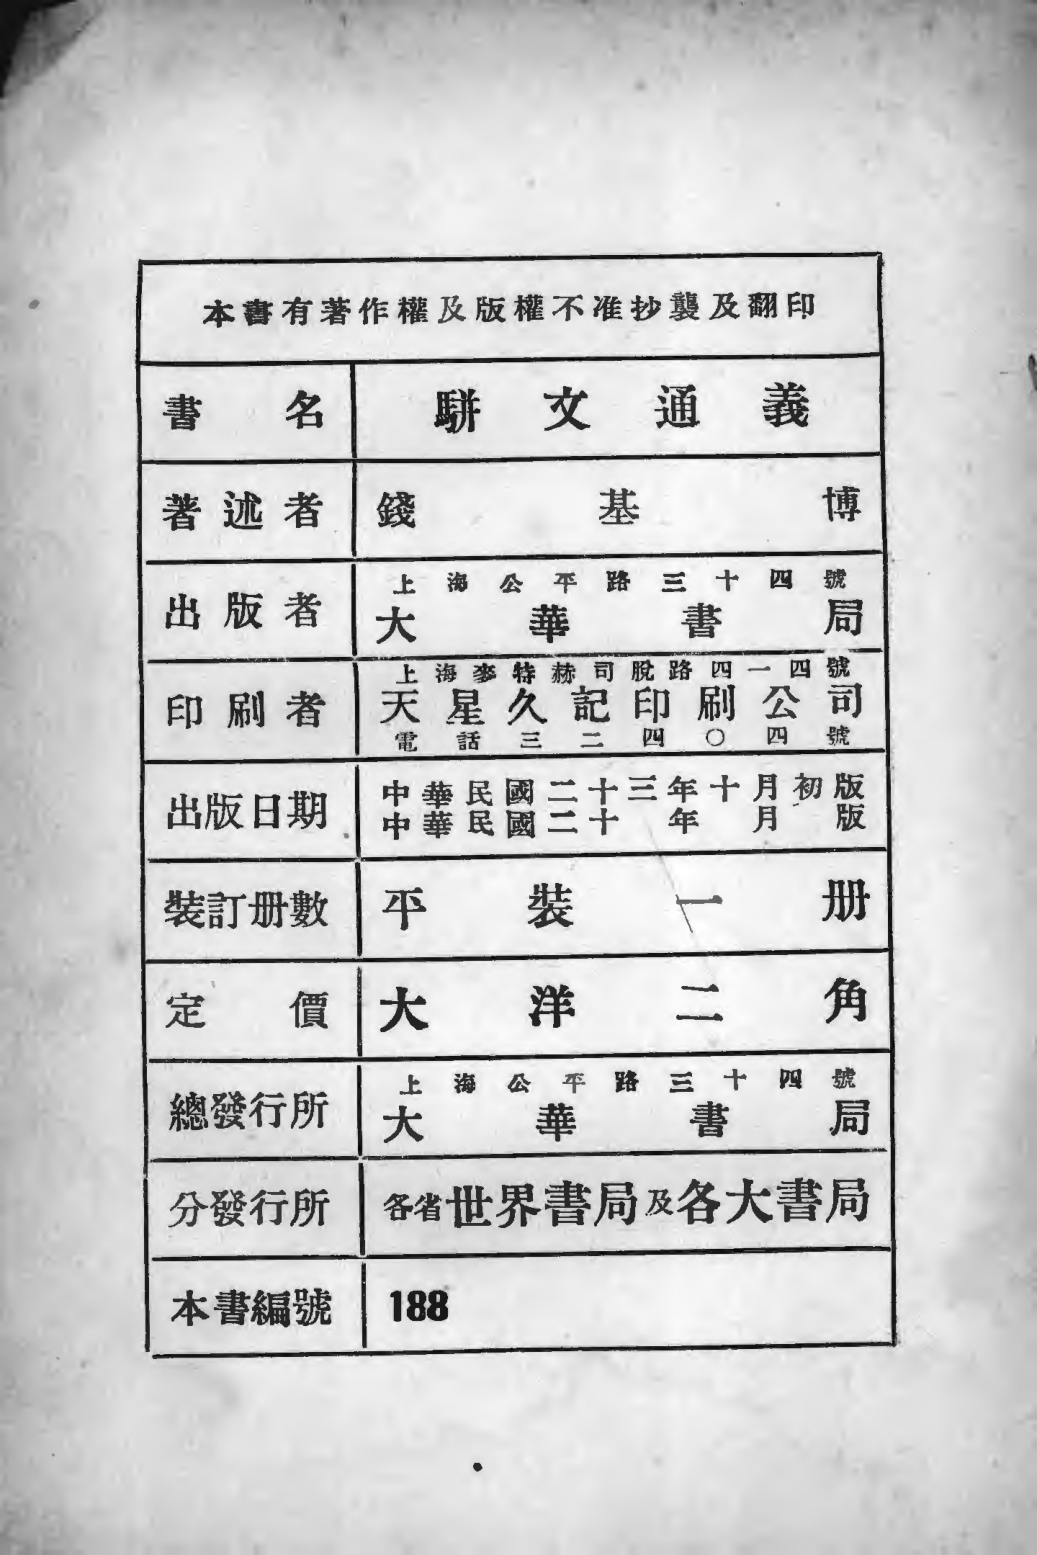 本書有著作權及版權不准抄襲及翻印
書名 駢文通義
著述者 錢基博
出版者 上海公平路三十四號
大華書局
印刷者 上海麥特赫司脫路四一四號
天星久記印刷公司
電話三二四〇四號
出版日期 中華民國二十三年十月初版
中華民國二十 年 月 版
裝訂册數 平裝一册
定價 大洋二角
總發行所 上海公平路三十四號
大華書局
分發行所 各省世界書局及各大書局
本書編號 188